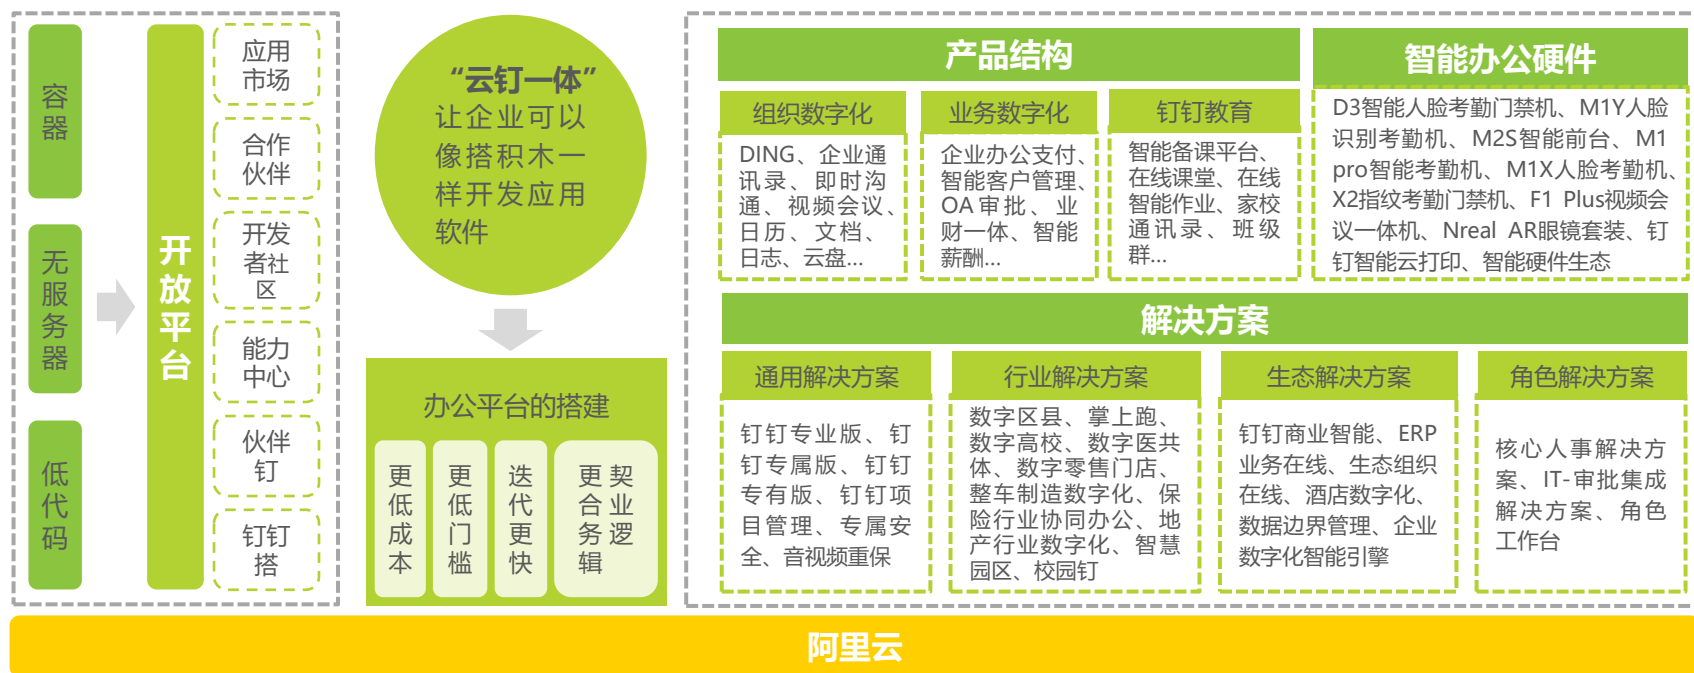 容
器
无
服
务
器
低
代
码
开
放
平
台
应用
市场
合作
伙伴
开发
者社
区
能力
中心
伙伴
钉
钉钉
搭
“云钉一体”
让企业可以
像搭积木一
样开发应用
软件
办公平台的搭建
更
低
成
本
更
低
门
槛
迭
代
更
快
更契
合业
务逻
辑
产品结构
组织数字化
DING、企业通
讯录、即时沟
通、视频会议、
日历、文档、
日志、云盘...
业务数字化
企业办公支付、
智能客户管理、
OA审批、业
财一体、智能
薪酬...
钉钉教育
智能备课平台、
在线课堂、在线
智能作业、家校
通讯录、班级
群...
智能办公硬件
D3智能人脸考勤门禁机、M1Y人脸
识别考勤机、M2S智能前台、M1
pro智能考勤机、M1X人脸考勤机、
X2指纹考勤门禁机、F1 Plus视频会
议一体机、Nreal AR眼镜套装、钉
钉智能云打印、智能硬件生态
解决方案
通用解决方案
钉钉专业版、钉
钉专属版、钉钉
专有版、钉钉项
目管理、专属安
全、音视频重保
行业解决方案
数字区县、掌上跑、
数字高校、数字医共
体、数字零售门店、
整车制造数字化、保
险行业协同办公、地
产行业数字化、智慧
园区、校园钉
生态解决方案
钉钉商业智能、ERP
业务在线、生态组织
在线、酒店数字化、
数据边界管理、企业
数字化智能引擎
角色解决方案
核心人事解决方
案、IT-审批集成
解决方案、角色
工作台
阿里云